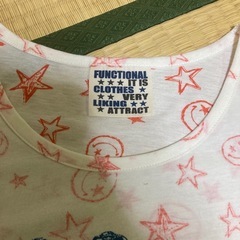 FUNCTIONAL
★★★ IT IS
CLOTHES ★★
★★★ VERY
LIKING ★★
★★ ATTRACT